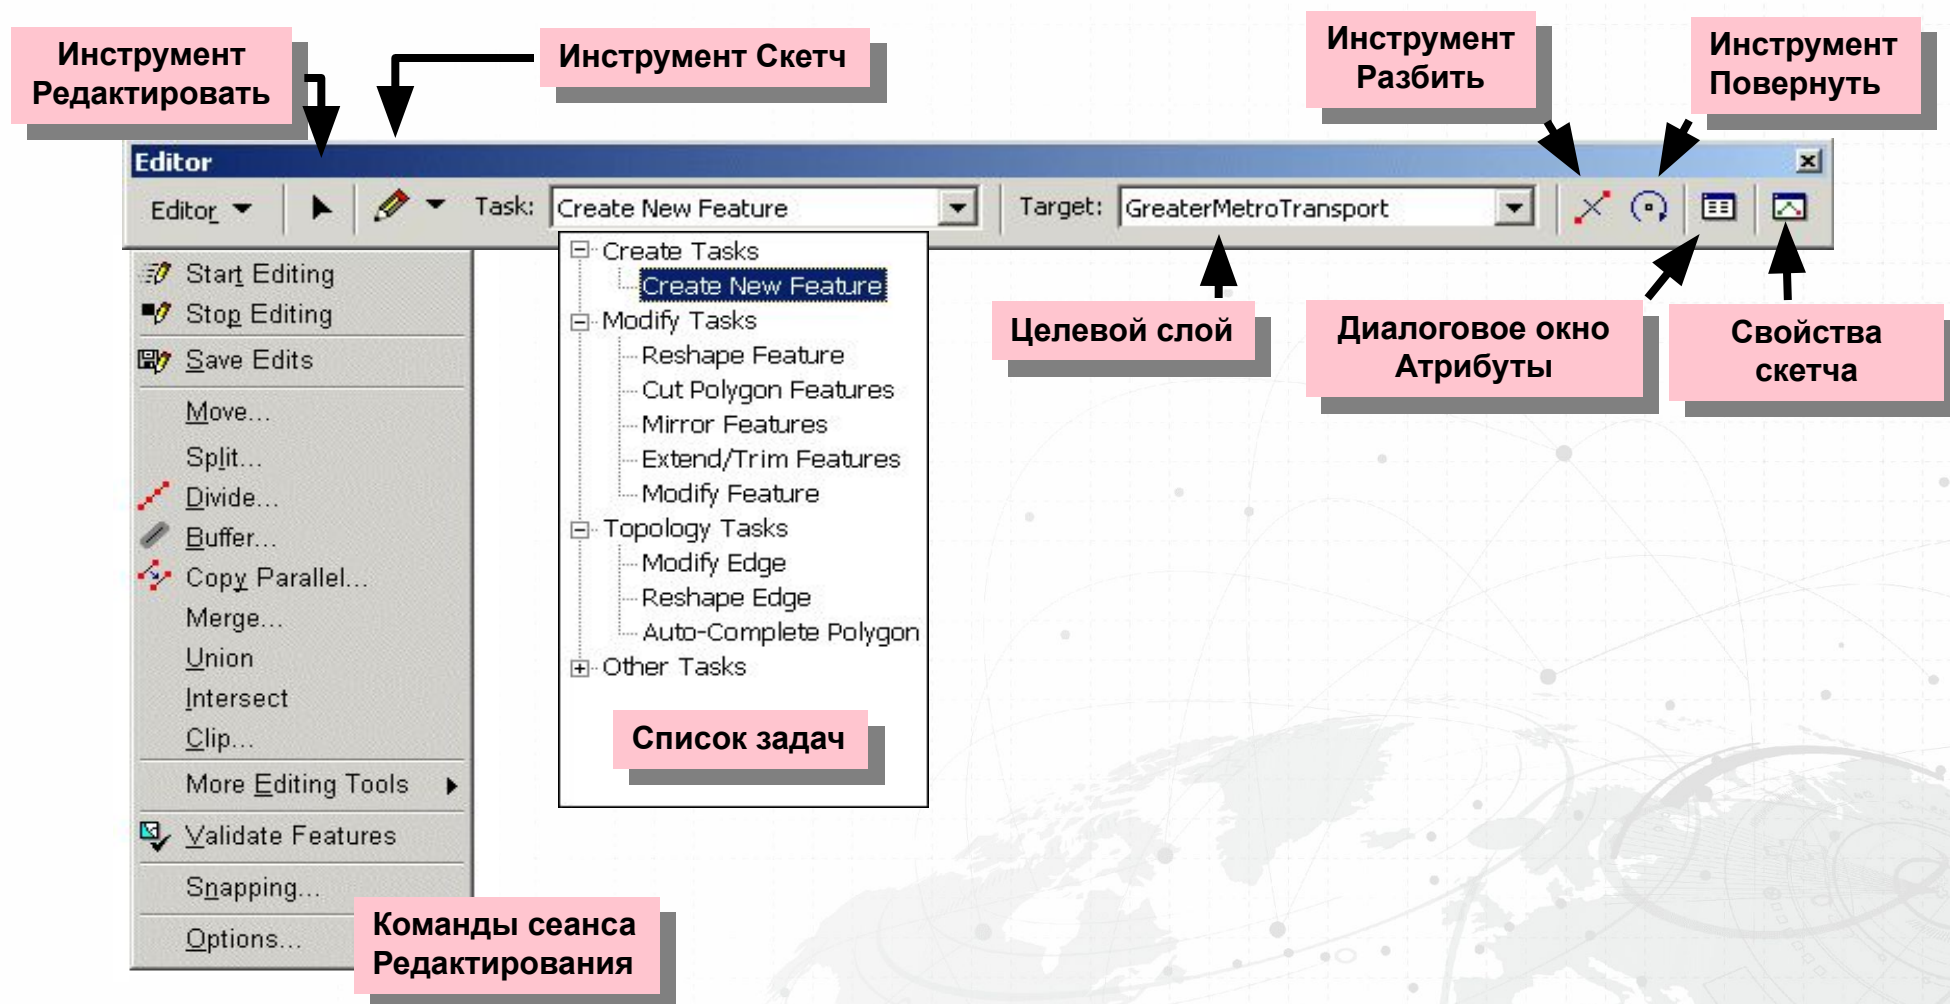 Инструмент
Редактировать
Инструмент Скетч
Инструмент
Разбить
Инструмент
Повернуть
Editor
Editor
Task:
Create New Feature
Target:
GreaterMetroTransport
Start Editing
Stop Editing
Save Edits
Move...
Split...
Divide...
Buffer...
Copy Parallel...
Merge...
Union
Intersect
Clip...
More Editing Tools
Validate Features
Snapping...
Options...
Create Tasks
Create New Feature
Modify Tasks
Reshape Feature
Cut Polygon Features
Mirror Features
Extend/Trim Features
Modify Feature
Topology Tasks
Modify Edge
Reshape Edge
Auto-Complete Polygon
Other Tasks
Список задач
Целевой слой
Диалоговое окно
Атрибуты
Свойства
скетча
Команды сеанса
Редактирования